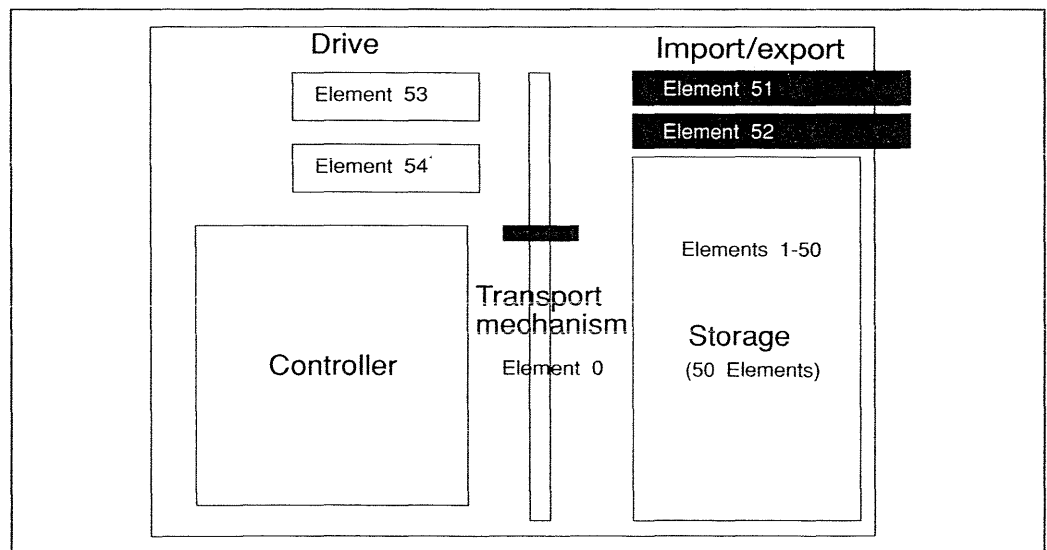 Drive
Import/export
Element 53
Element 51
Element 52
Element 54
Elements 1-50
Transport
mechanism
Storage
Controller
Element 0
(50 Elements)